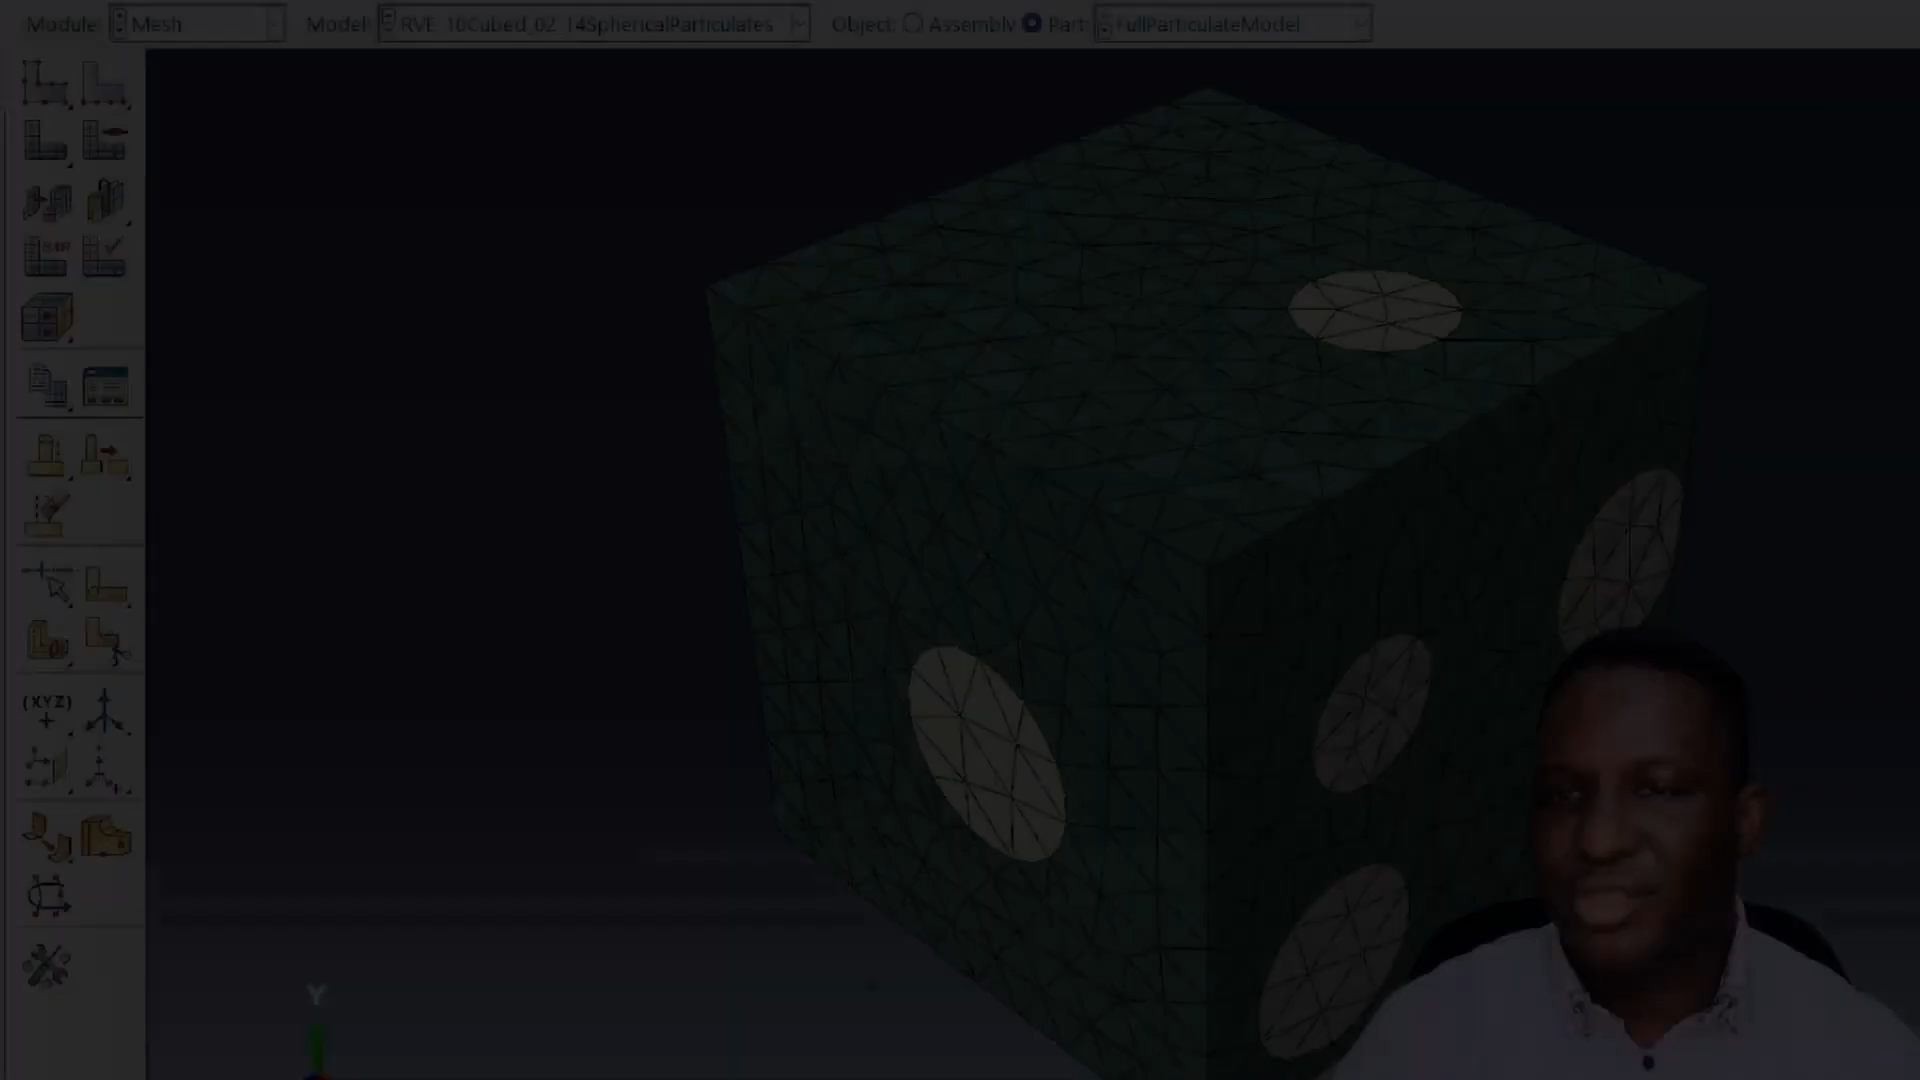 Module: Mesh Model: RVE_10Cubed_02_14SphericalParticulates Object: Assembly Part: FullParticulateModel
(XYZ)
Y